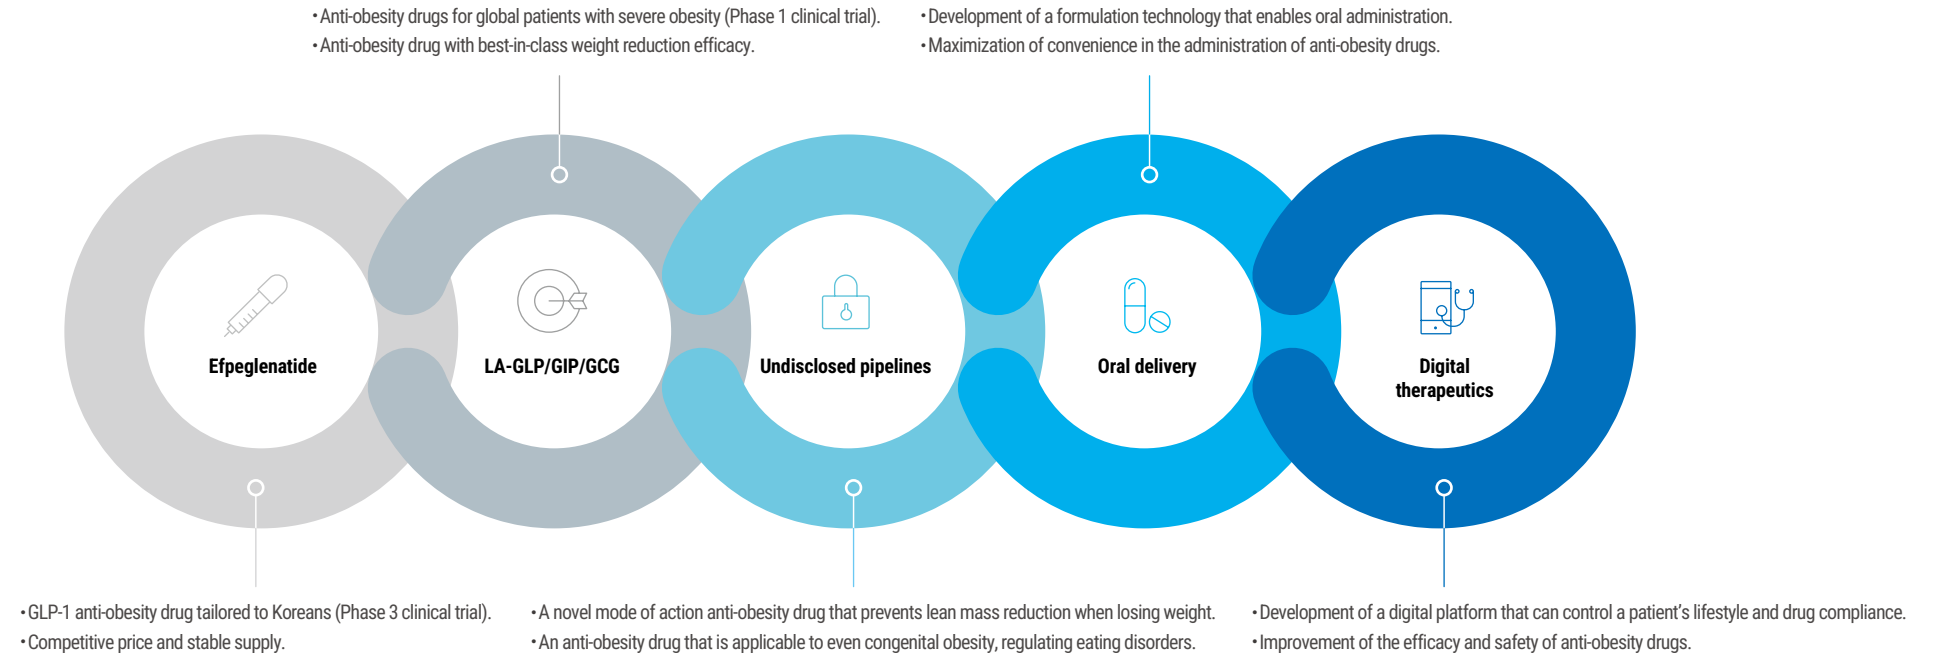 ·Anti-obesity drugs for global patients with severe obesity (Phase 1 clinical trial).
·Anti-obesity drug with best-in-class weight reduction efficacy.
·Development of a formulation technology that enables oral administration.
·Maximization of convenience in the administration of anti-obesity drugs.
Efpeglenatide
LA-GLP/GIP/GCG
Undisclosed pipelines
Oral delivery
Digital
therapeutics
·GLP-1 anti-obesity drug tailored to Koreans (Phase 3 clinical trial).
·Competitive price and stable supply.
·A novel mode of action anti-obesity drug that prevents lean mass reduction when losing weight.
·An anti-obesity drug that is applicable to even congenital obesity, regulating eating disorders.
·Development of a digital platform that can control a patient’s lifestyle and drug compliance.
·Improvement of the efficacy and safety of anti-obesity drugs.